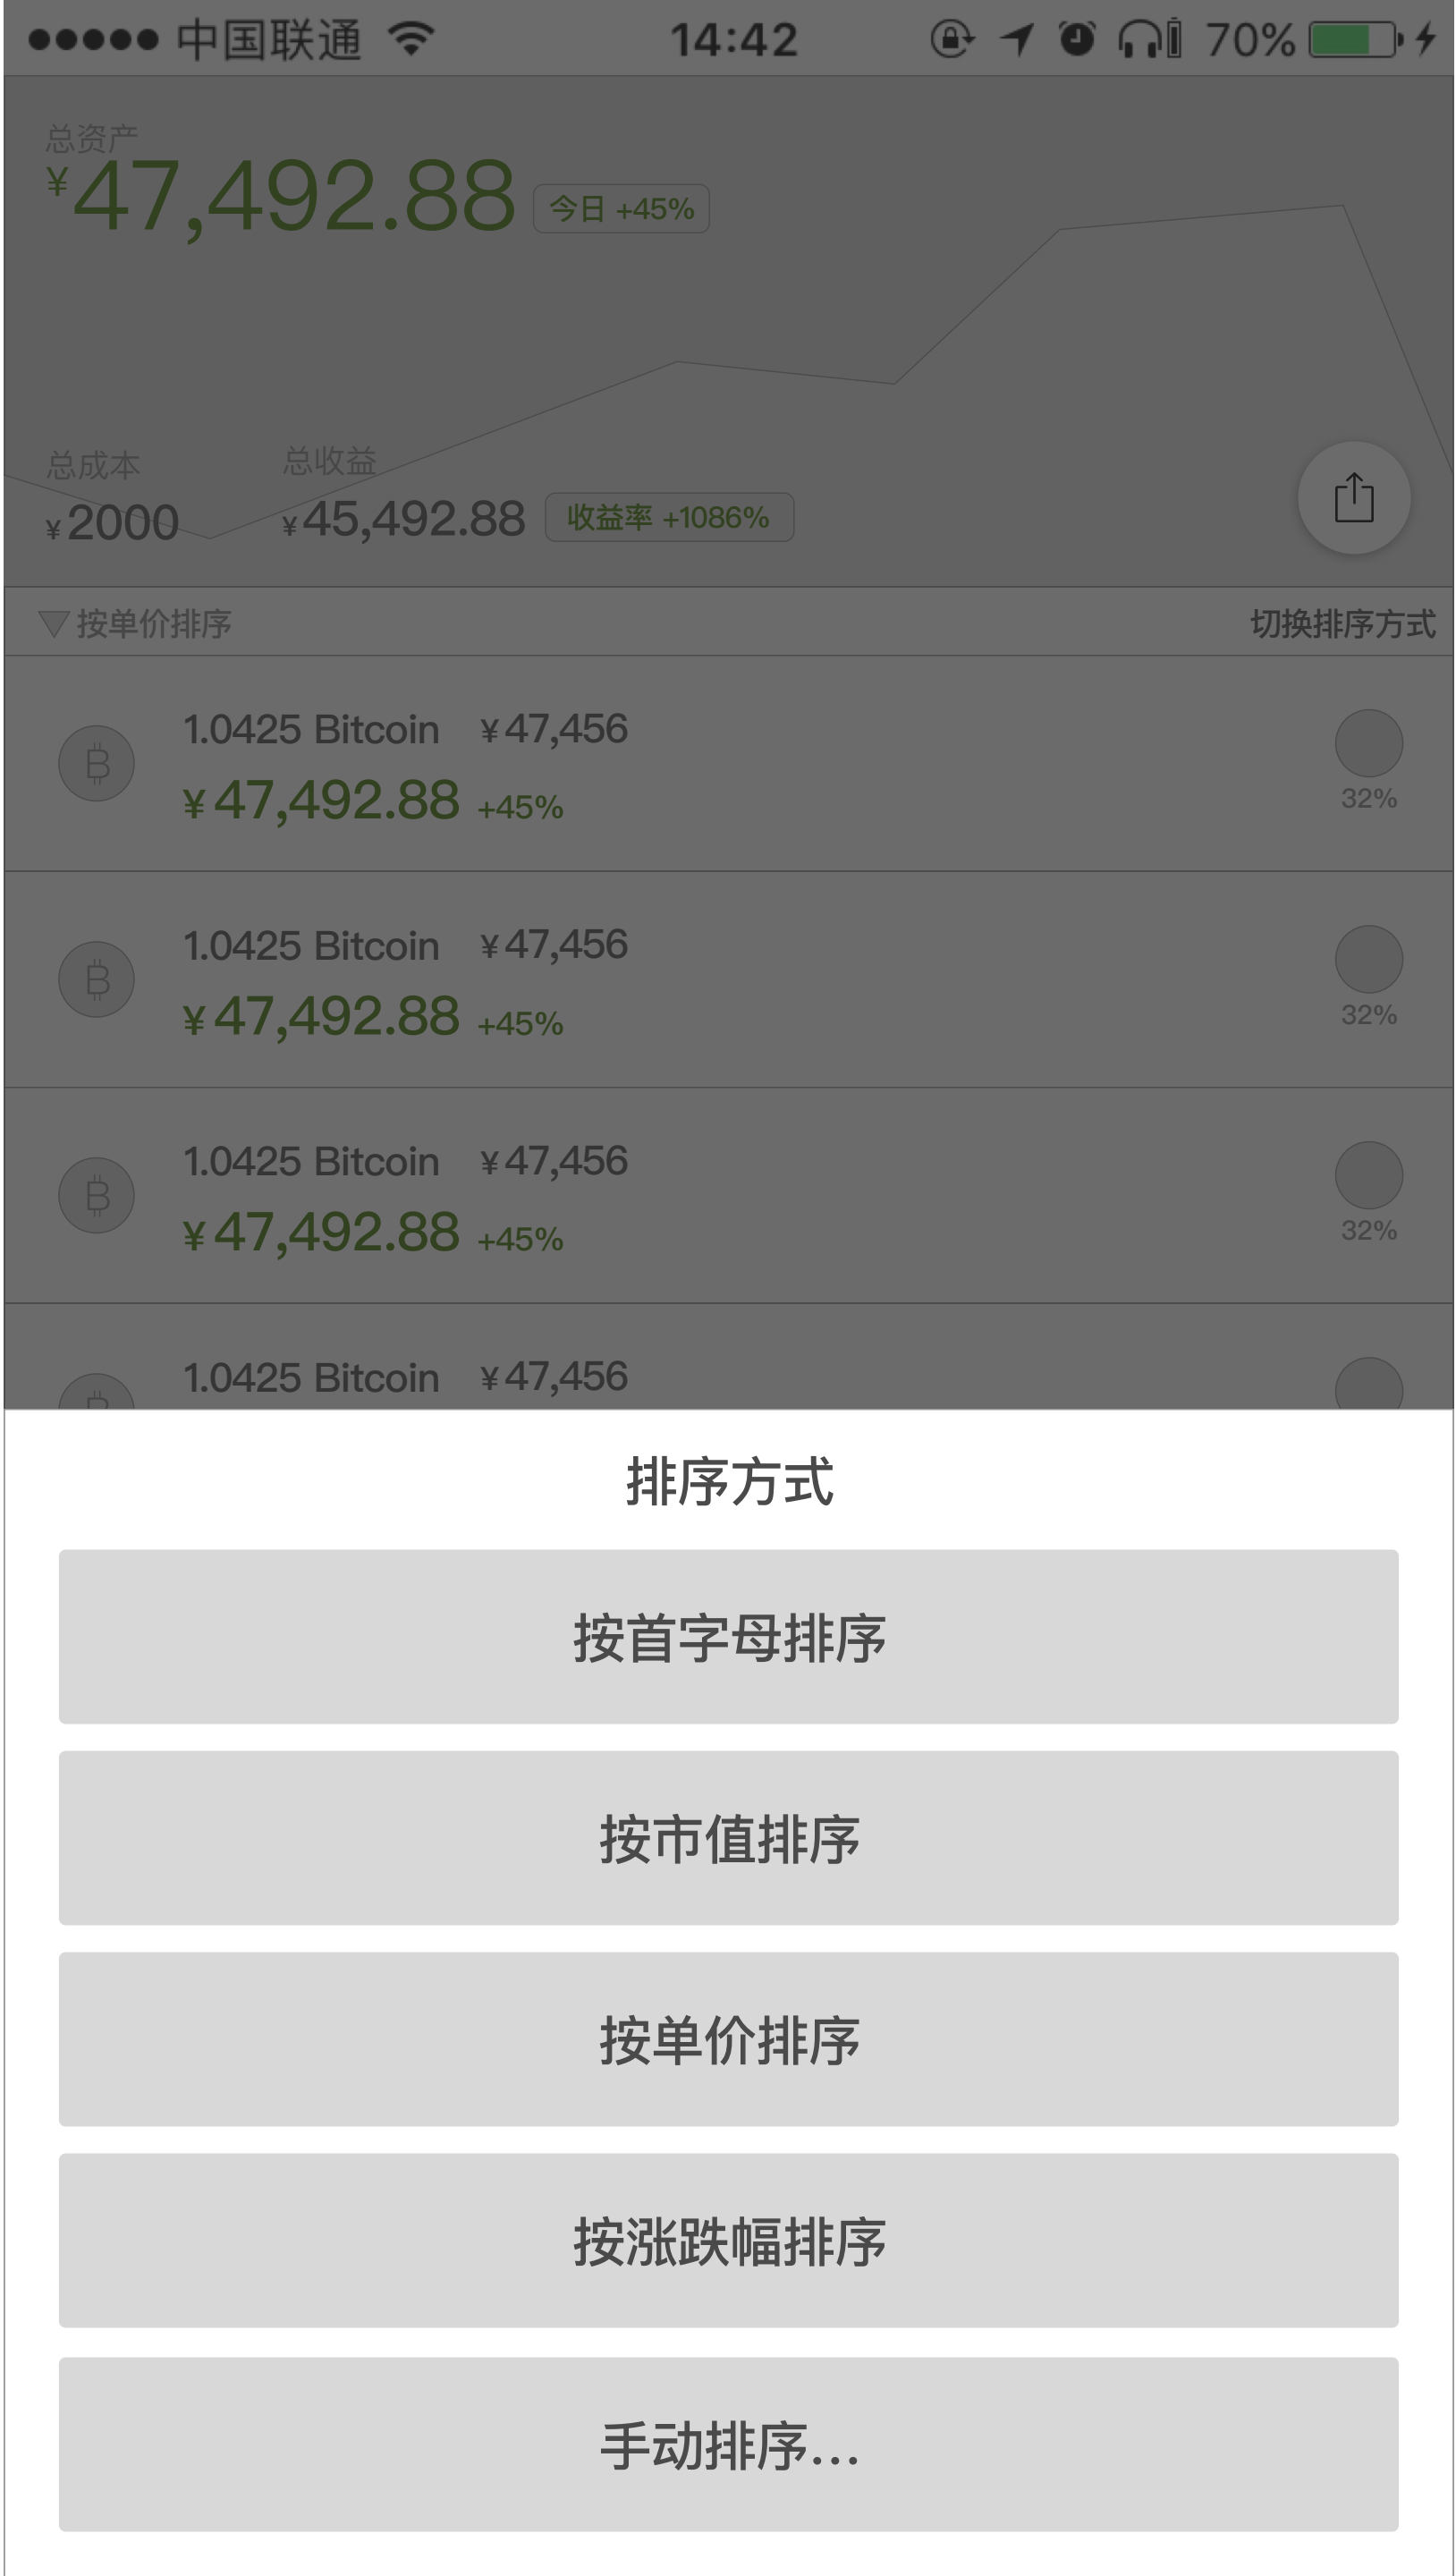 中国联通 14:42 70%
总资产
¥47,492.88 今日 +45%
总成本 总收益
¥2000 ¥45,492.88 收益率 +1086%
按单价排序 切换排序方式
1.0425 Bitcoin ¥47,456
¥47,492.88 +45% 32%
1.0425 Bitcoin ¥47,456
¥47,492.88 +45% 32%
1.0425 Bitcoin ¥47,456
¥47,492.88 +45% 32%
1.0425 Bitcoin ¥47,456
排序方式
按首字母排序
按市值排序
按单价排序
按涨跌幅排序
手动排序...